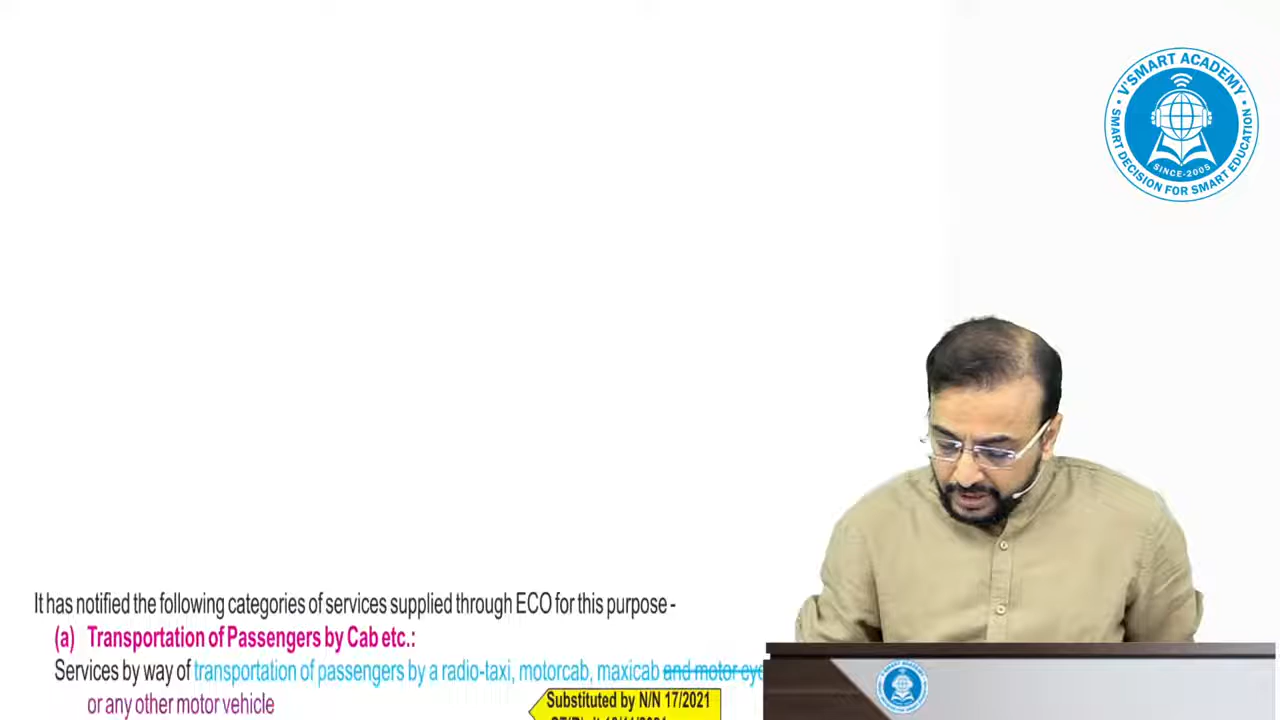 V'SMART ACADEMY
SMART DECISION FOR SMART EDUCATION
SINCE-2005
It has notified the following categories of services supplied through ECO for this purpose -
(a) Transportation of Passengers by Cab etc.:
Services by way of transportation of passengers by a radio-taxi, motorcab, maxicab and motor
or any other motor vehicle
Substituted by N/N 17/2021